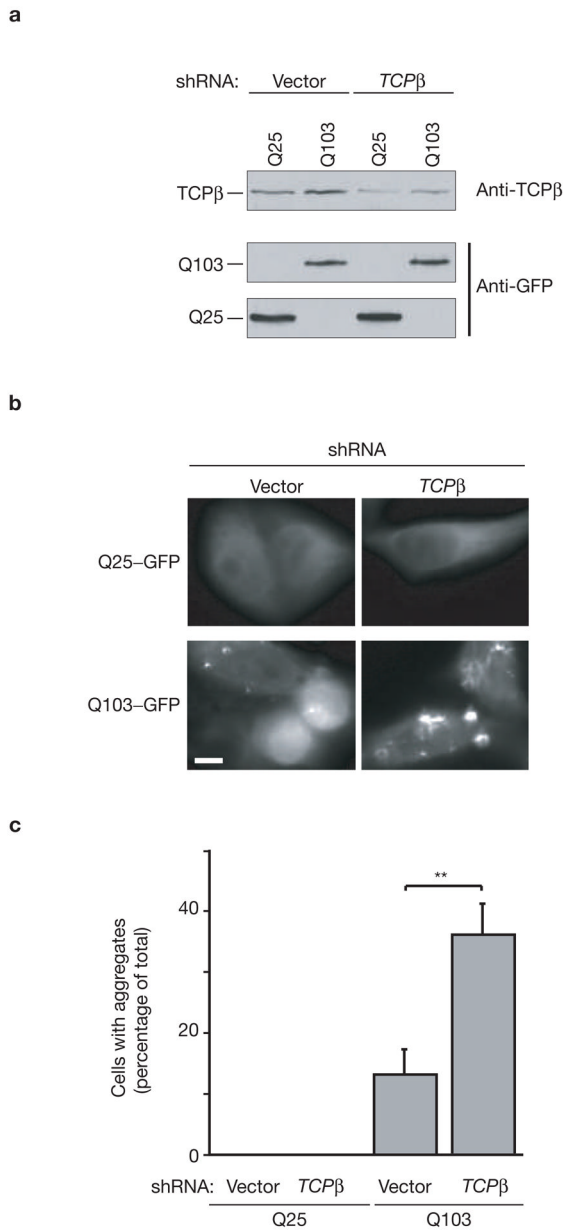 a
shRNA: Vector TCPβ
Q25 Q103 Q25 Q103
TCPβ Anti-TCPβ
Q103
Anti-GFP
Q25
b
shRNA
Vector TCPβ
Q25–GFP
Q103–GFP
c
Cells with aggregates
(percentage of total)
**
40
20
0
shRNA: Vector TCPβ Vector TCPβ
Q25 Q103